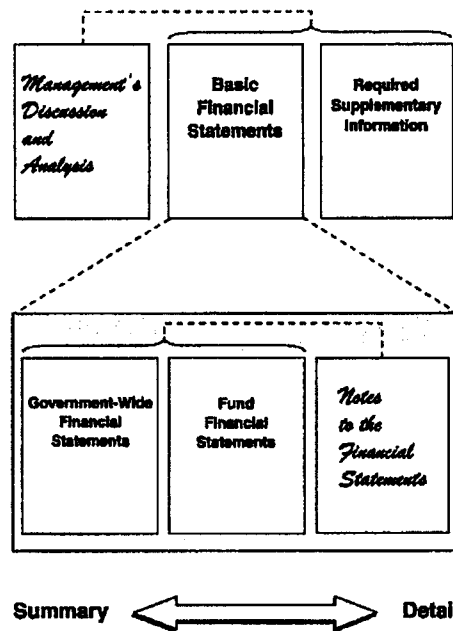 Management's
Discussion
and
Analysis
Basic
Financial
Statements
Required
Supplementary
Information
Government-Wide
Financial
Statements
Fund
Financial
Statements
Notes
to the
Financial
Statements
Summary
Detai